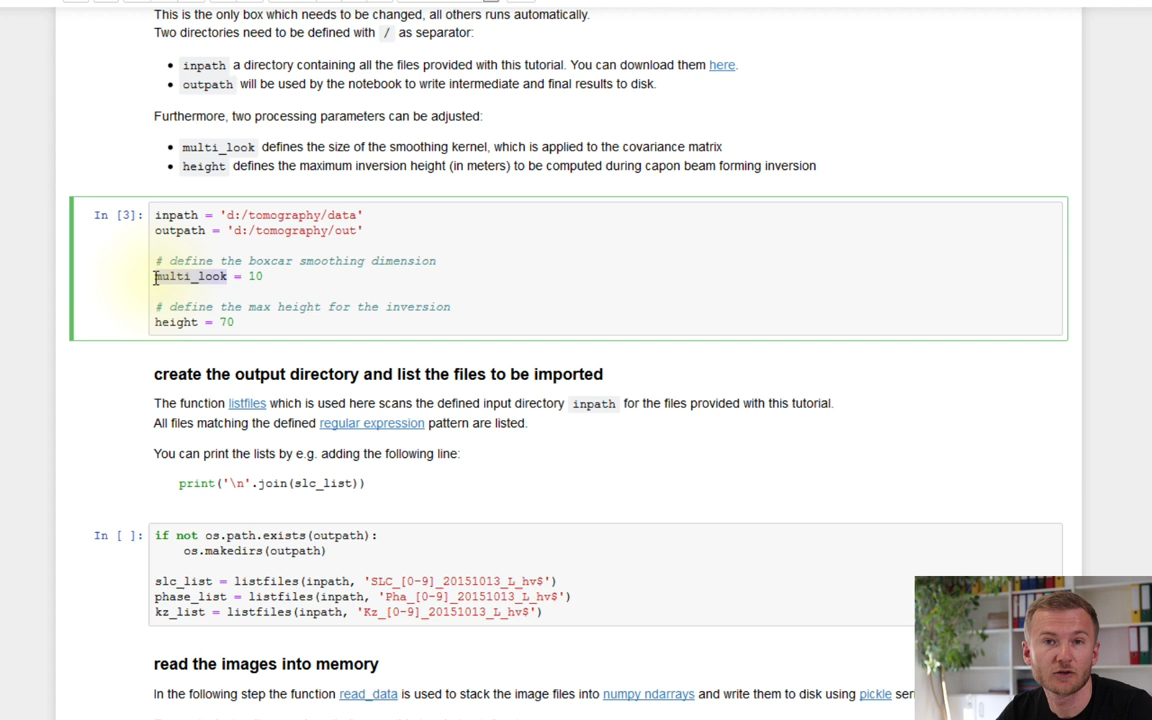 This is the only box which needs to be changed, all others runs automatically.
Two directories need to be defined with / as separator:
inpath a directory containing all the files provided with this tutorial. You can download them here.
outpath will be used by the notebook to write intermediate and final results to disk.
Furthermore, two processing parameters can be adjusted:
multi_look defines the size of the smoothing kernel, which is applied to the covariance matrix
height defines the maximum inversion height (in meters) to be computed during capon beam forming inversion
In [3]: inpath = 'd:/tomography/data'
outpath = 'd:/tomography/out'
# define the boxcar smoothing dimension
multi_look = 10
# define the max height for the inversion
height = 70
create the output directory and list the files to be imported
The function listfiles which is used here scans the defined input directory inpath for the files provided with this tutorial.
All files matching the defined regular expression pattern are listed.
You can print the lists by e.g. adding the following line:
print('\n'.join(slc_list))
In [ ]: if not os.path.exists(outpath):
os.makedirs(outpath)
slc_list = listfiles(inpath, 'SLC_[0-9]_20151013_L_hv$')
phase_list = listfiles(inpath, 'Pha_[0-9]_20151013_L_hv$')
kz_list = listfiles(inpath, 'Kz_[0-9]_20151013_L_hv$')
read the images into memory
In the following step the function read_data is used to stack the image files into numpy ndarrays and write them to disk using pickle